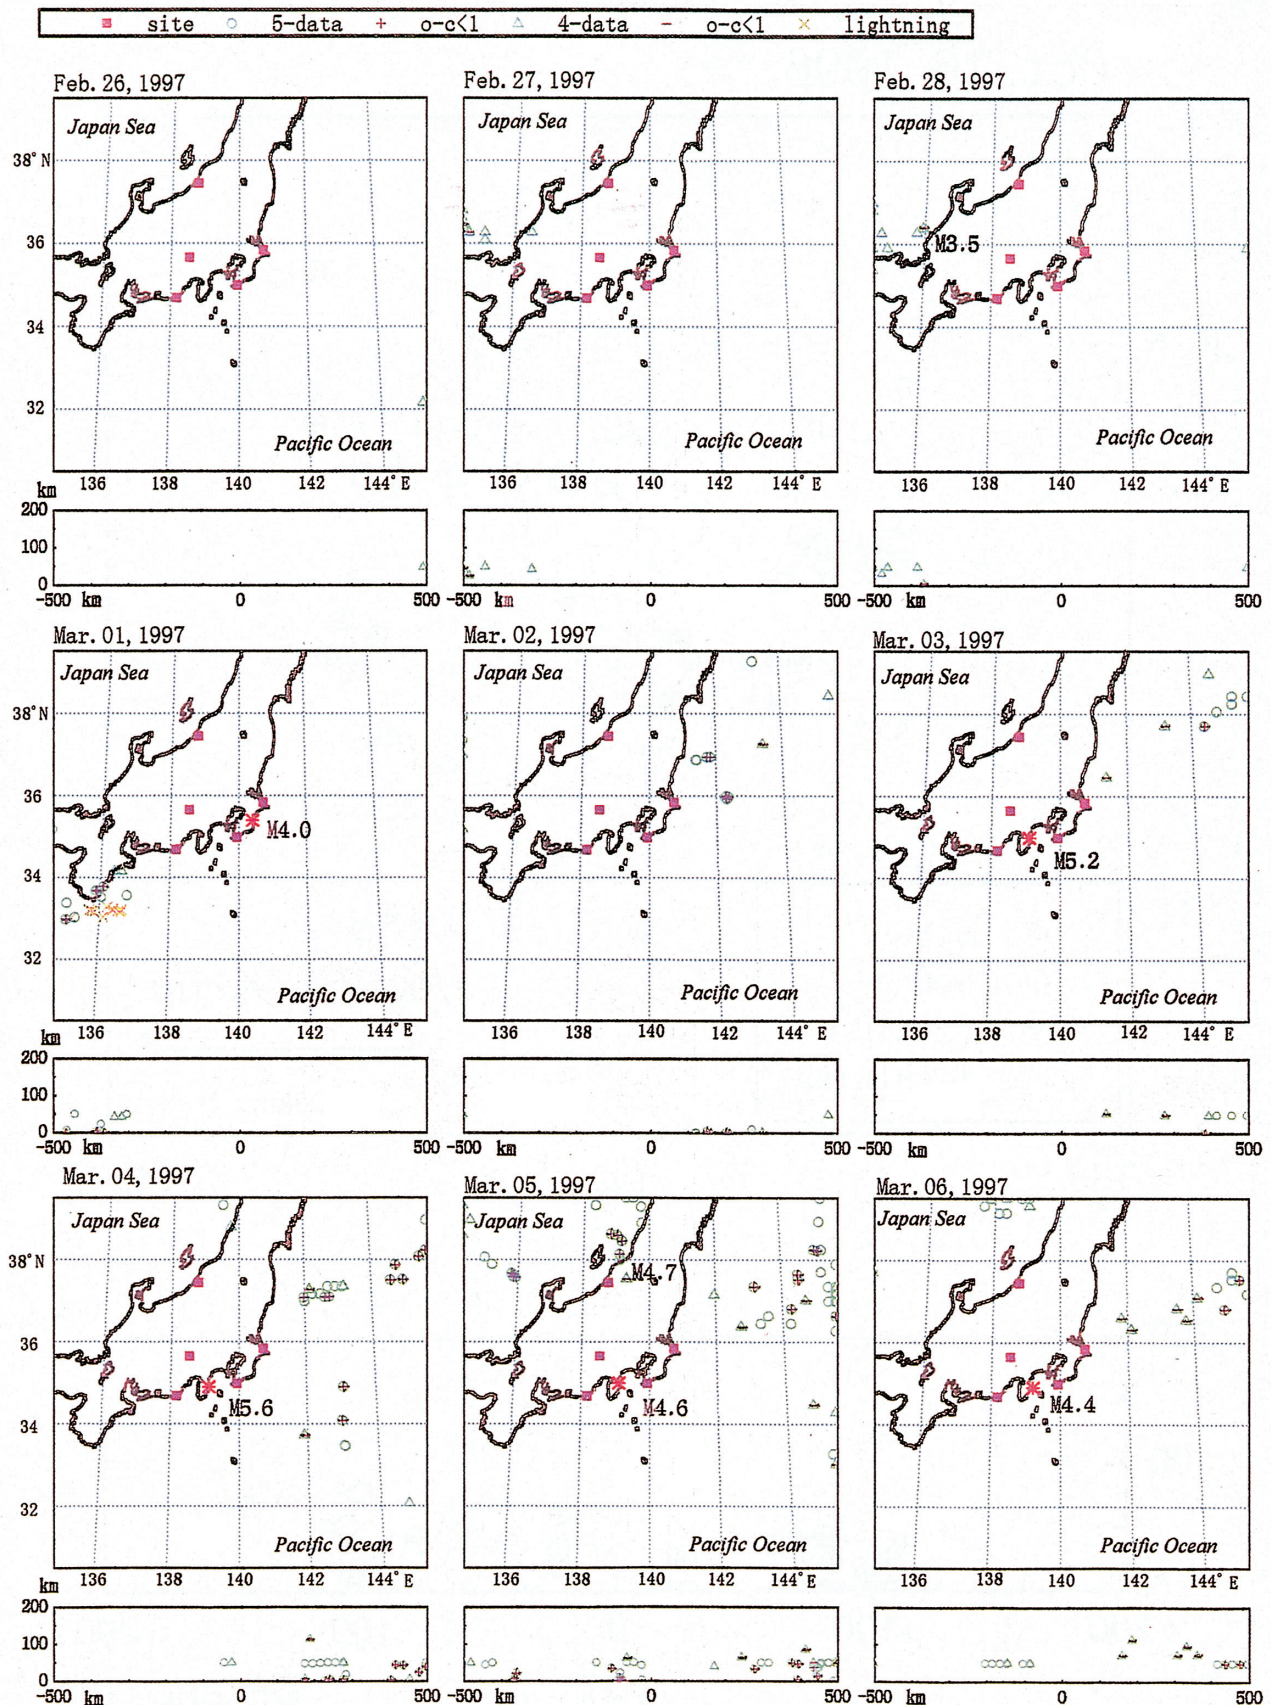 site 5-data o-c<1 4-data o-c<1 lightning
Feb. 26, 1997 Feb. 27, 1997 Feb. 28, 1997
Japan Sea Japan Sea Japan Sea
38° N
36 M3.5
34
32
Pacific Ocean Pacific Ocean Pacific Ocean
km 136 138 140 142 144° E 136 138 140 142 144° E 136 138 140 142 144° E
200
100
0
-500 km 0 500 -500 km 0 500 -500 km 0 500
Mar. 01, 1997 Mar. 02, 1997 Mar. 03, 1997
Japan Sea Japan Sea Japan Sea
38° N
36
M4.0 M5.2
34
32
Pacific Ocean Pacific Ocean Pacific Ocean
km 136 138 140 142 144° E 136 138 140 142 144° E 136 138 140 142 144° E
200
100
0
-500 km 0 500 -500 km 0 500 -500 km 0 500
Mar. 04, 1997 Mar. 05, 1997 Mar. 06, 1997
Japan Sea Japan Sea Japan Sea
38° N M4.7
36
M5.6 M4.6 M4.4
34
32
Pacific Ocean Pacific Ocean Pacific Ocean
km 136 138 140 142 144° E 136 138 140 142 144° E 136 138 140 142 144° E
200
100
0
-500 km 0 500 -500 km 0 500 -500 km 0 500